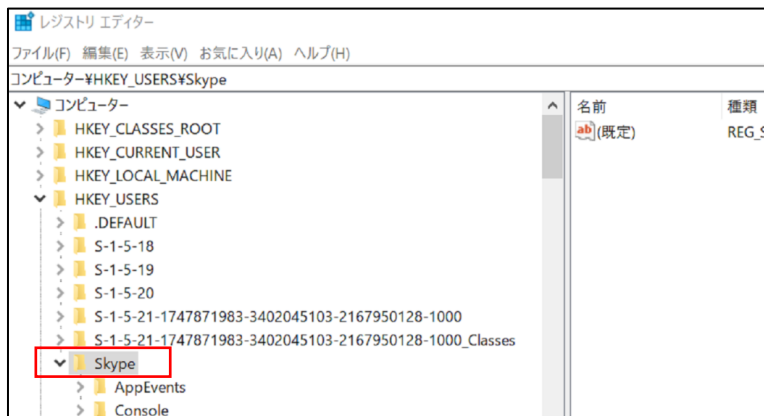 レジストリ エディター
ファイル(F) 編集(E) 表示(V) お気に入り(A) ヘルプ(H)
コンピューター¥HKEY_USERS¥Skype
コンピューター
HKEY_CLASSES_ROOT
HKEY_CURRENT_USER
HKEY_LOCAL_MACHINE
HKEY_USERS
.DEFAULT
S-1-5-18
S-1-5-19
S-1-5-20
S-1-5-21-1747871983-3402045103-2167950128-1000
S-1-5-21-1747871983-3402045103-2167950128-1000_Classes
Skype
AppEvents
Console
名前 種類
ab (既定) REG_S